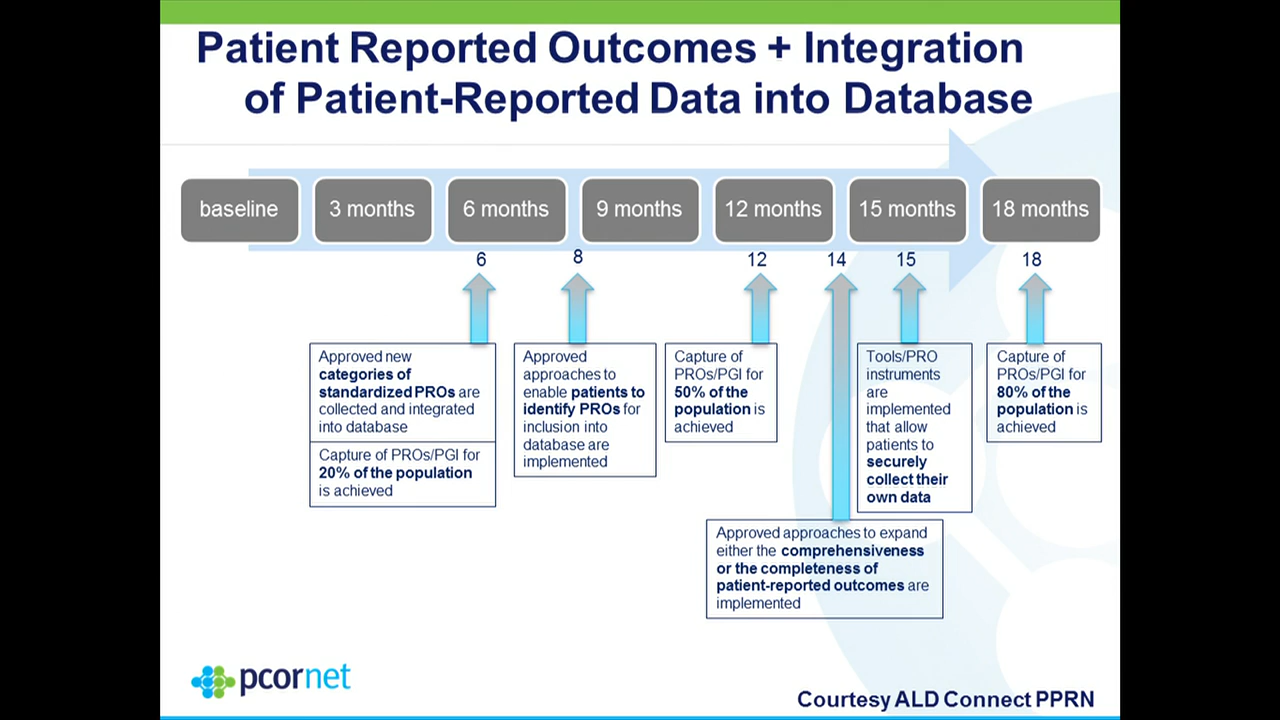 Patient Reported Outcomes + Integration
of Patient-Reported Data into Database
baseline
3 months
6 months
9 months
12 months
15 months
18 months
6
8
12
14
15
18
Approved new
categories of
standardized PROs are
collected and integrated
into database
Capture of PROs/PGI for
20% of the population
is achieved
Approved
approaches to
enable patients to
identify PROs for
inclusion into
database are
implemented
Capture of
PROs/PGI for
50% of the
population is
achieved
Approved approaches to expand
either the comprehensiveness
or the completeness of
patient-reported outcomes are
implemented
Tools/PRO
instruments
are
implemented
that allow
patients to
securely
collect their
own data
Capture of
PROs/PGI for
80% of the
population is
achieved
pcornet
Courtesy ALD Connect PPRN